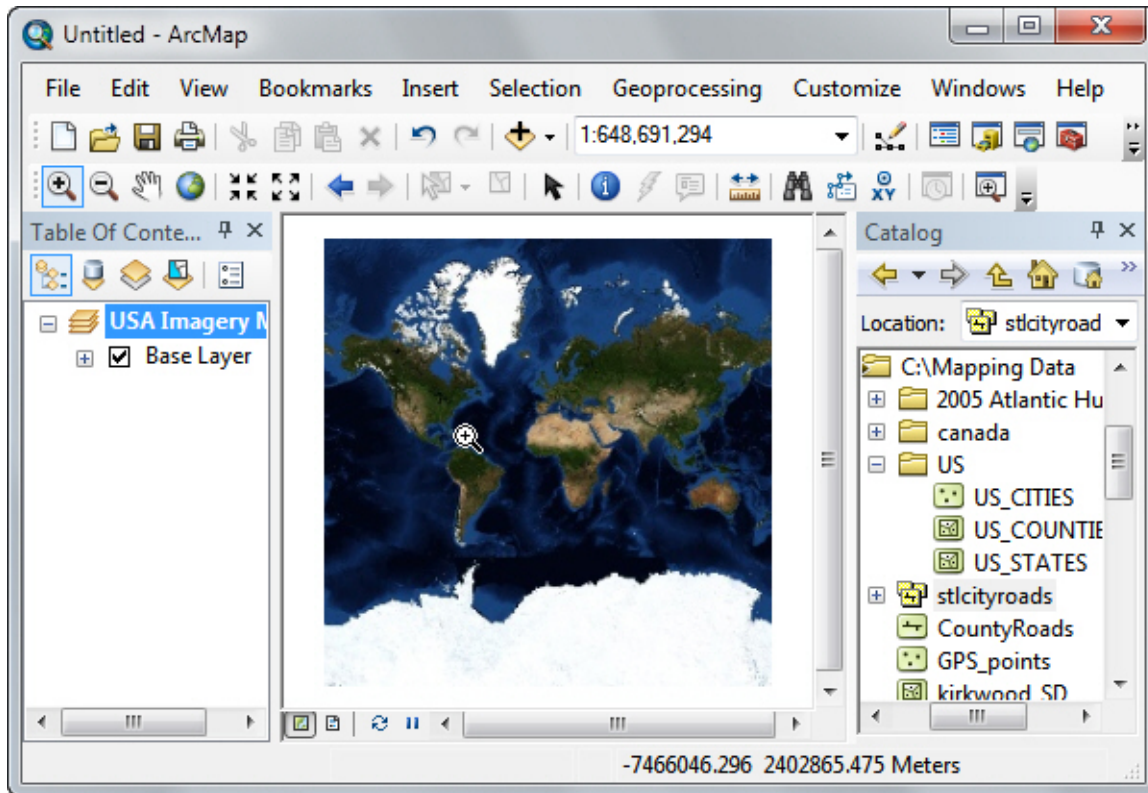 Untitled - ArcMap
File Edit View Bookmarks Insert Selection Geoprocessing Customize Windows Help
1:648,691,294
XY
Table Of Conte...
USA Imagery M
Base Layer
Catalog
Location: stlcityroad
C:\Mapping Data
2005 Atlantic Hu
canada
US
US_CITIES
US_COUNTIE
US_STATES
stlcityroads
CountyRoads
GPS_points
kirkwood_SD
-7466046.296 2402865.475 Meters